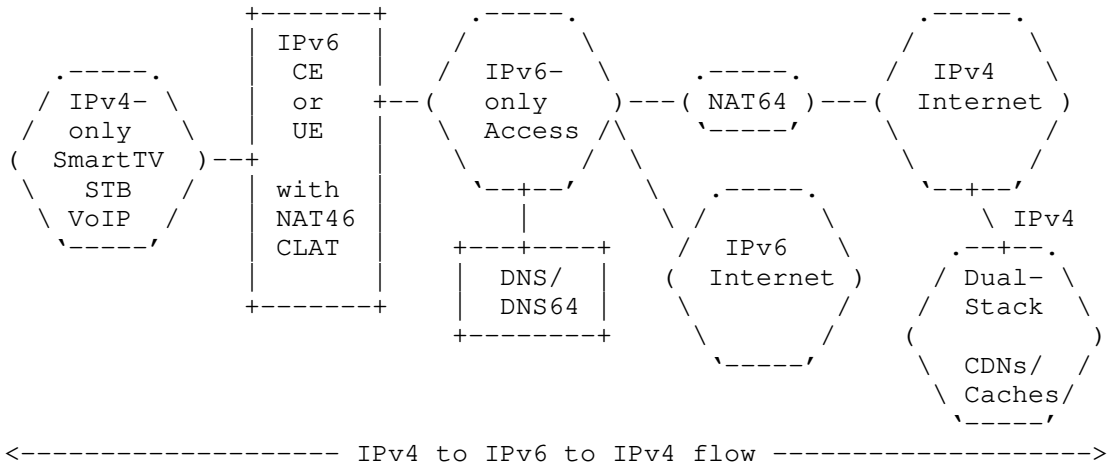 IPv6
CE
or
UE
with
NAT46
CLAT
IPv4-
only
SmartTV
STB
VoIP
IPv6-
only
Access
NAT64
IPv4
Internet
DNS/
DNS64
IPv6
Internet
IPv4
Dual-
Stack
CDNs/
Caches
<--------------------- IPv4 to IPv6 to IPv4 flow -------------------->